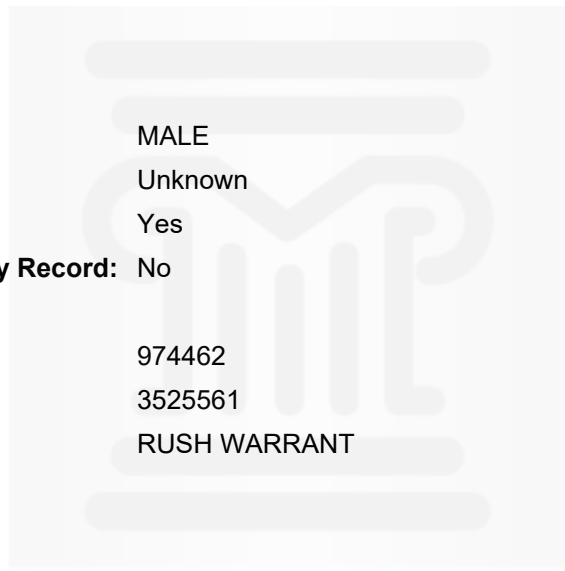 MALE
Unknown
Yes
y Record: No
974462
3525561
RUSH WARRANT